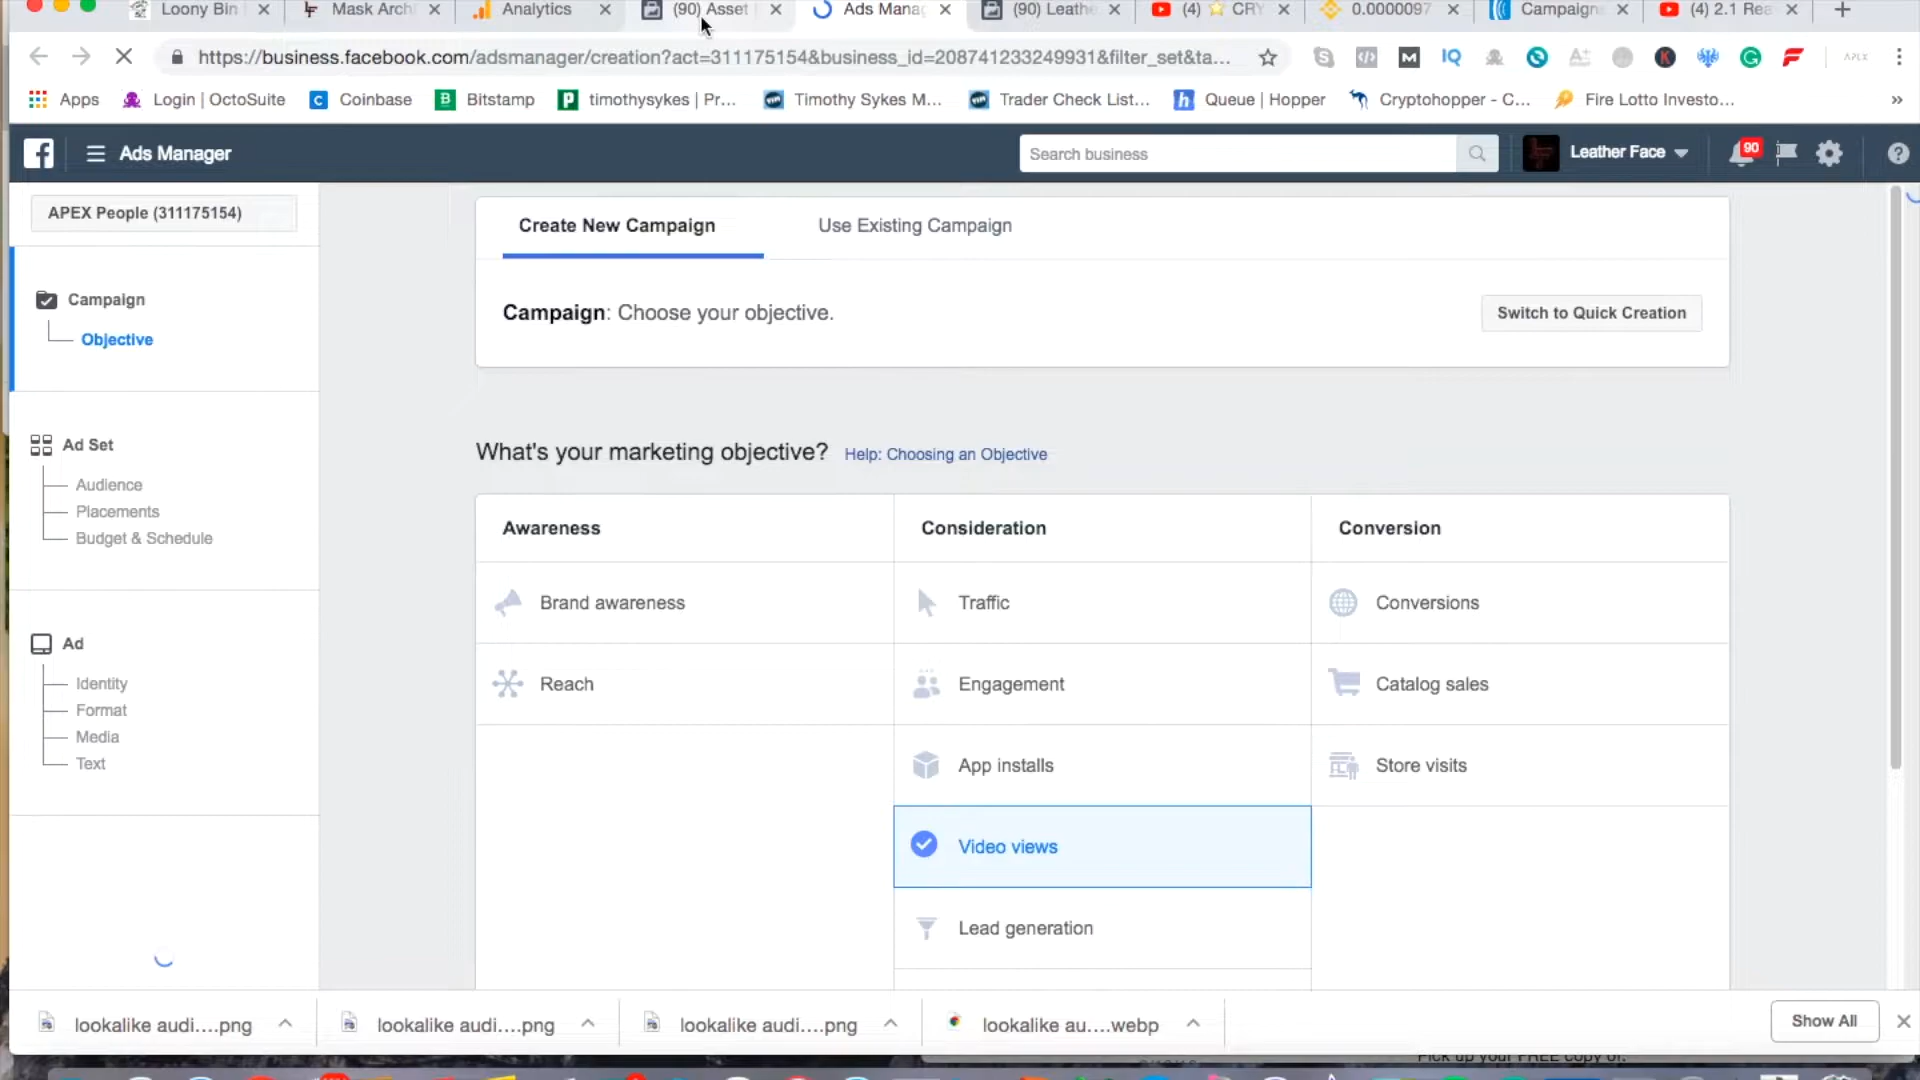 Loony Bin
Mask Archi
Analytics
(90) Asset
Ads Manag
(90) Leathe
(4) ⭐ CRY
0.0000097
Campaign
(4) 2.1 Rea
https://business.facebook.com/adsmanager/creation?act=311175154&business_id=208741233249931&filter_set&ta...
Apps
Login | OctoSuite
Coinbase
Bitstamp
timothysykes | Pr...
Timothy Sykes M...
Trader Check List...
Queue | Hopper
Cryptohopper - C...
Fire Lotto Investo...
»
Ads Manager
Search business
Leather Face
90
APEX People (311175154)
Campaign
Objective
Ad Set
Audience
Placements
Budget & Schedule
Ad
Identity
Format
Media
Text
Create New Campaign
Use Existing Campaign
Campaign: Choose your objective.
Switch to Quick Creation
What's your marketing objective? Help: Choosing an Objective
Awareness
Consideration
Conversion
Brand awareness
Traffic
Conversions
Reach
Engagement
Catalog sales
App installs
Store visits
Video views
Lead generation
lookalike audi....png
lookalike audi....png
lookalike audi....png
lookalike au....webp
Show All
Pick up your FREE copy of: